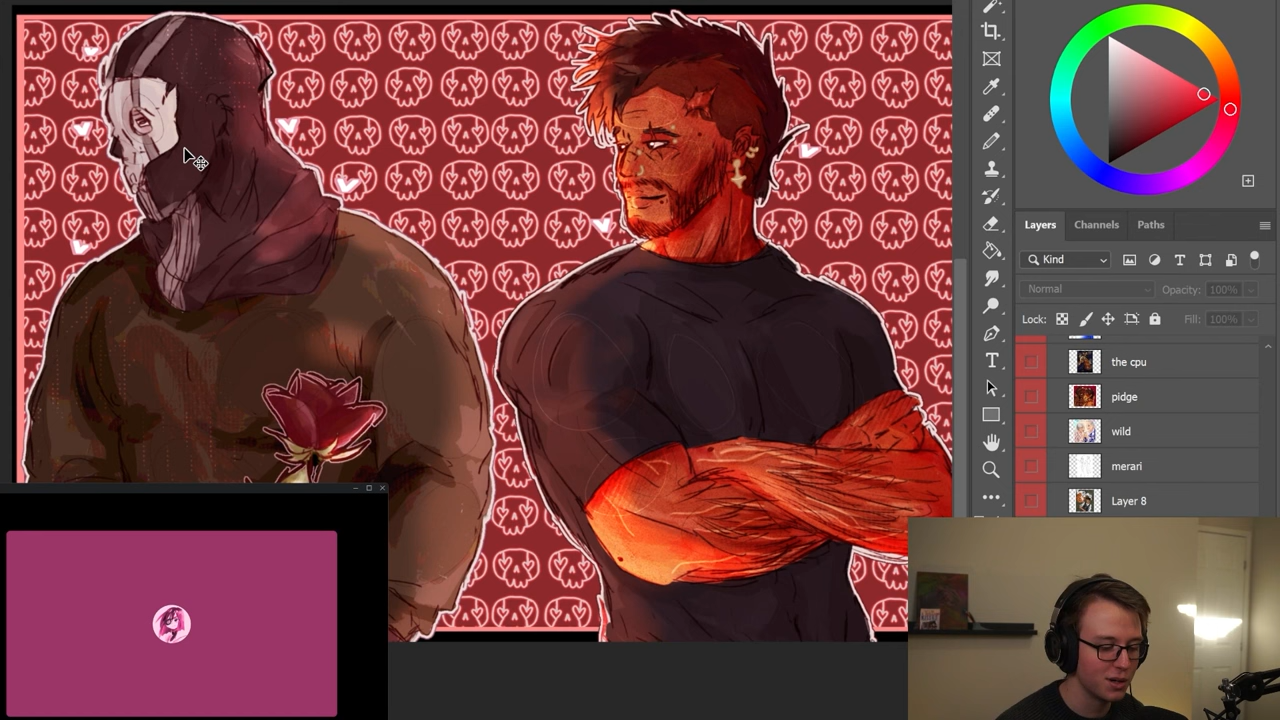 Layers Channels Paths
Kind
Normal Opacity: 100%
Lock: Fill: 100%
the cpu
pidge
wild
merari
Layer 8